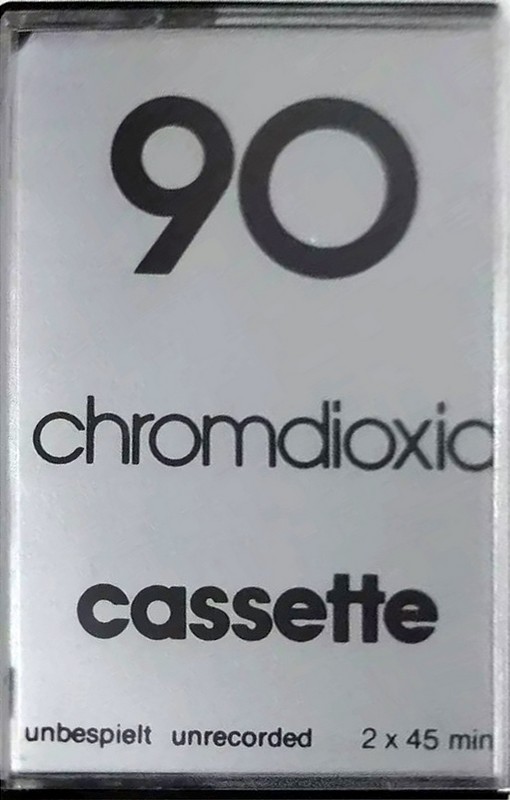 90
chromdioxid
cassette
unbespielt unrecorded 2 x 45 min